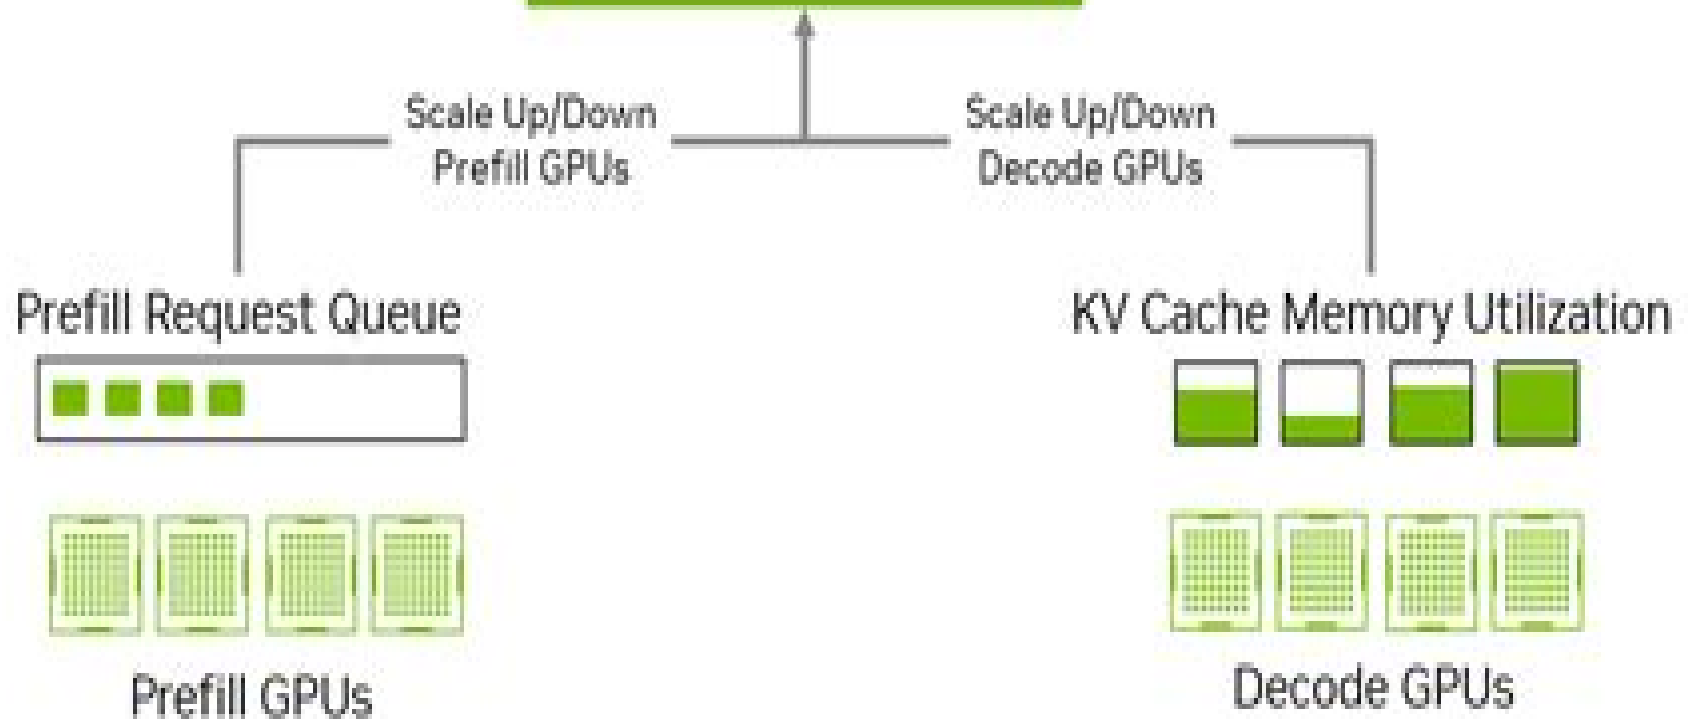 Scale Up/Down
Prefill GPUs
Scale Up/Down
Decode GPUs
Prefill Request Queue
KV Cache Memory Utilization
Prefill GPUs
Decode GPUs